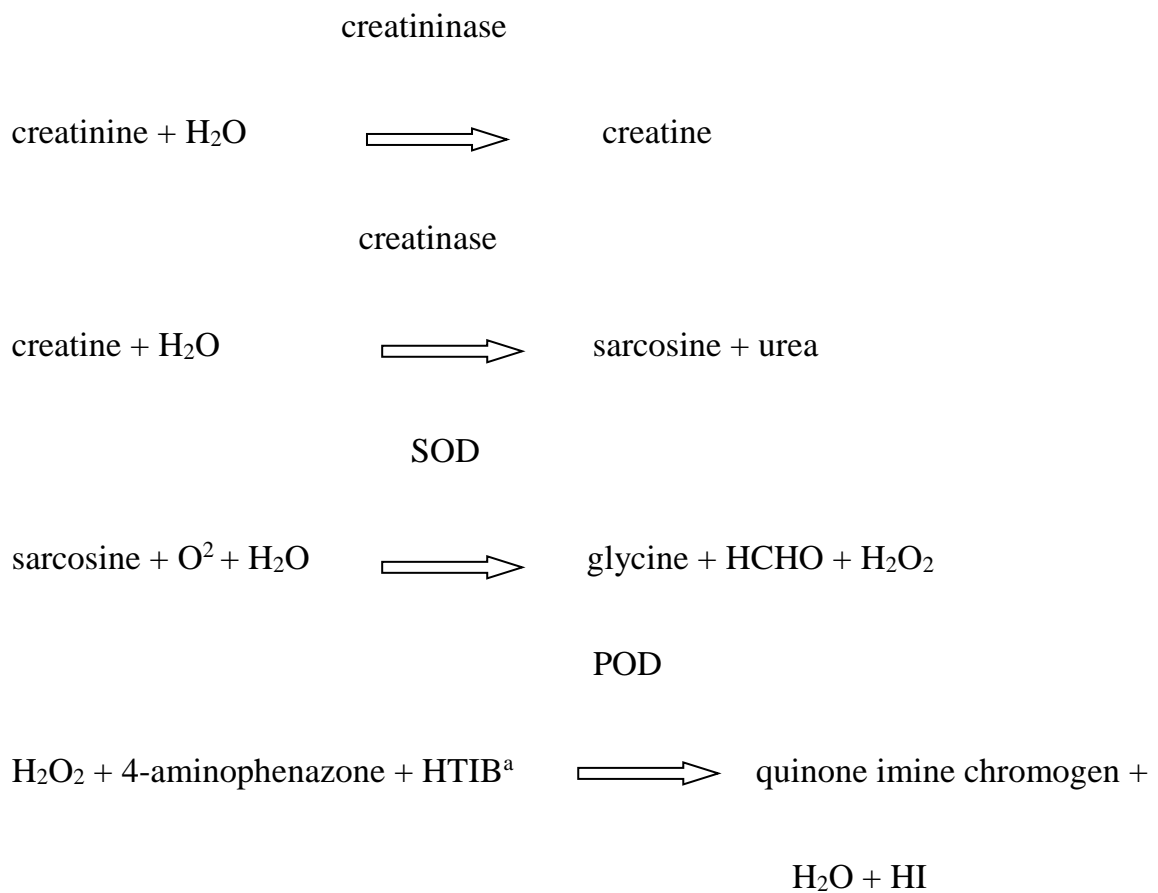 creatininase
creatinine + H₂O creatine
creatinase
creatine + H₂O sarcosine + urea
SOD
sarcosine + O² + H₂O glycine + HCHO + H₂O₂
POD
H₂O₂ + 4-aminophenazone + HTIBᵃ quinone imine chromogen +
H₂O + HI